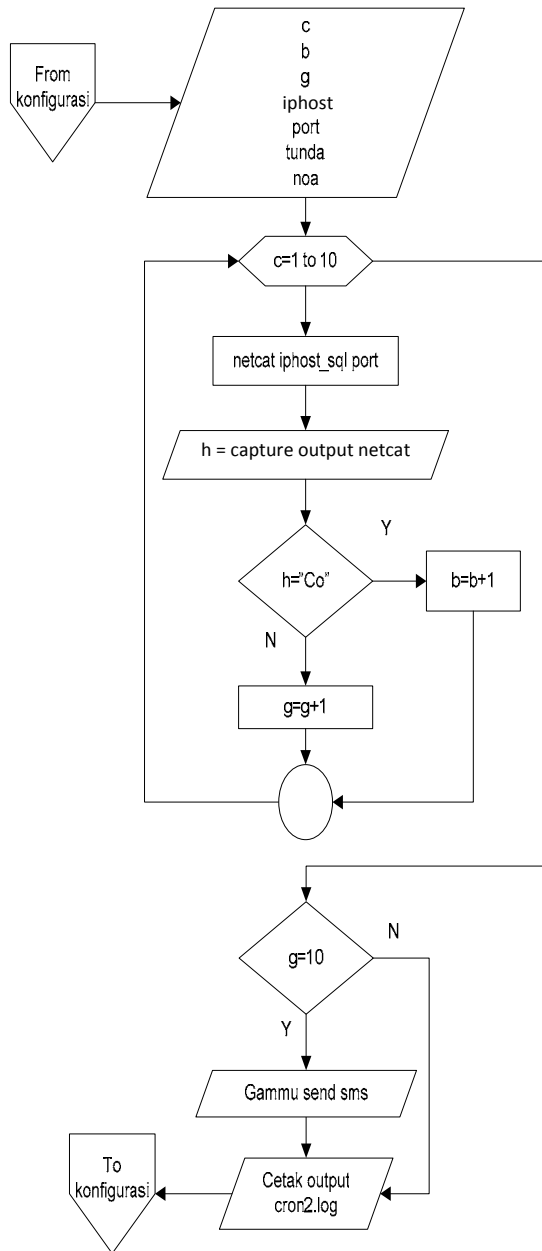 From
konfigurasi
c
b
g
iphost
port
tunda
noa
c=1 to 10
netcat iphost_sql port
h = capture output netcat
h=”Co”
Y
b=b+1
N
g=g+1
g=10
N
Y
Gammu send sms
Cetak output
cron2.log
To
konfigurasi